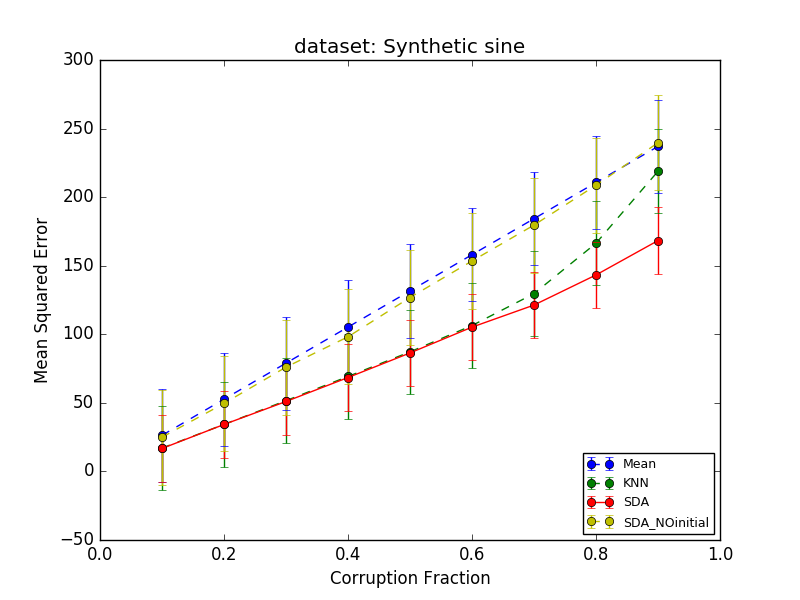 dataset: Synthetic sine
300
250
200
150
100
50
0
−50
Mean Squared Error
0.0 0.2 0.4 0.6 0.8 1.0
Corruption Fraction
Mean
KNN
SDA
SDA_NOinitial